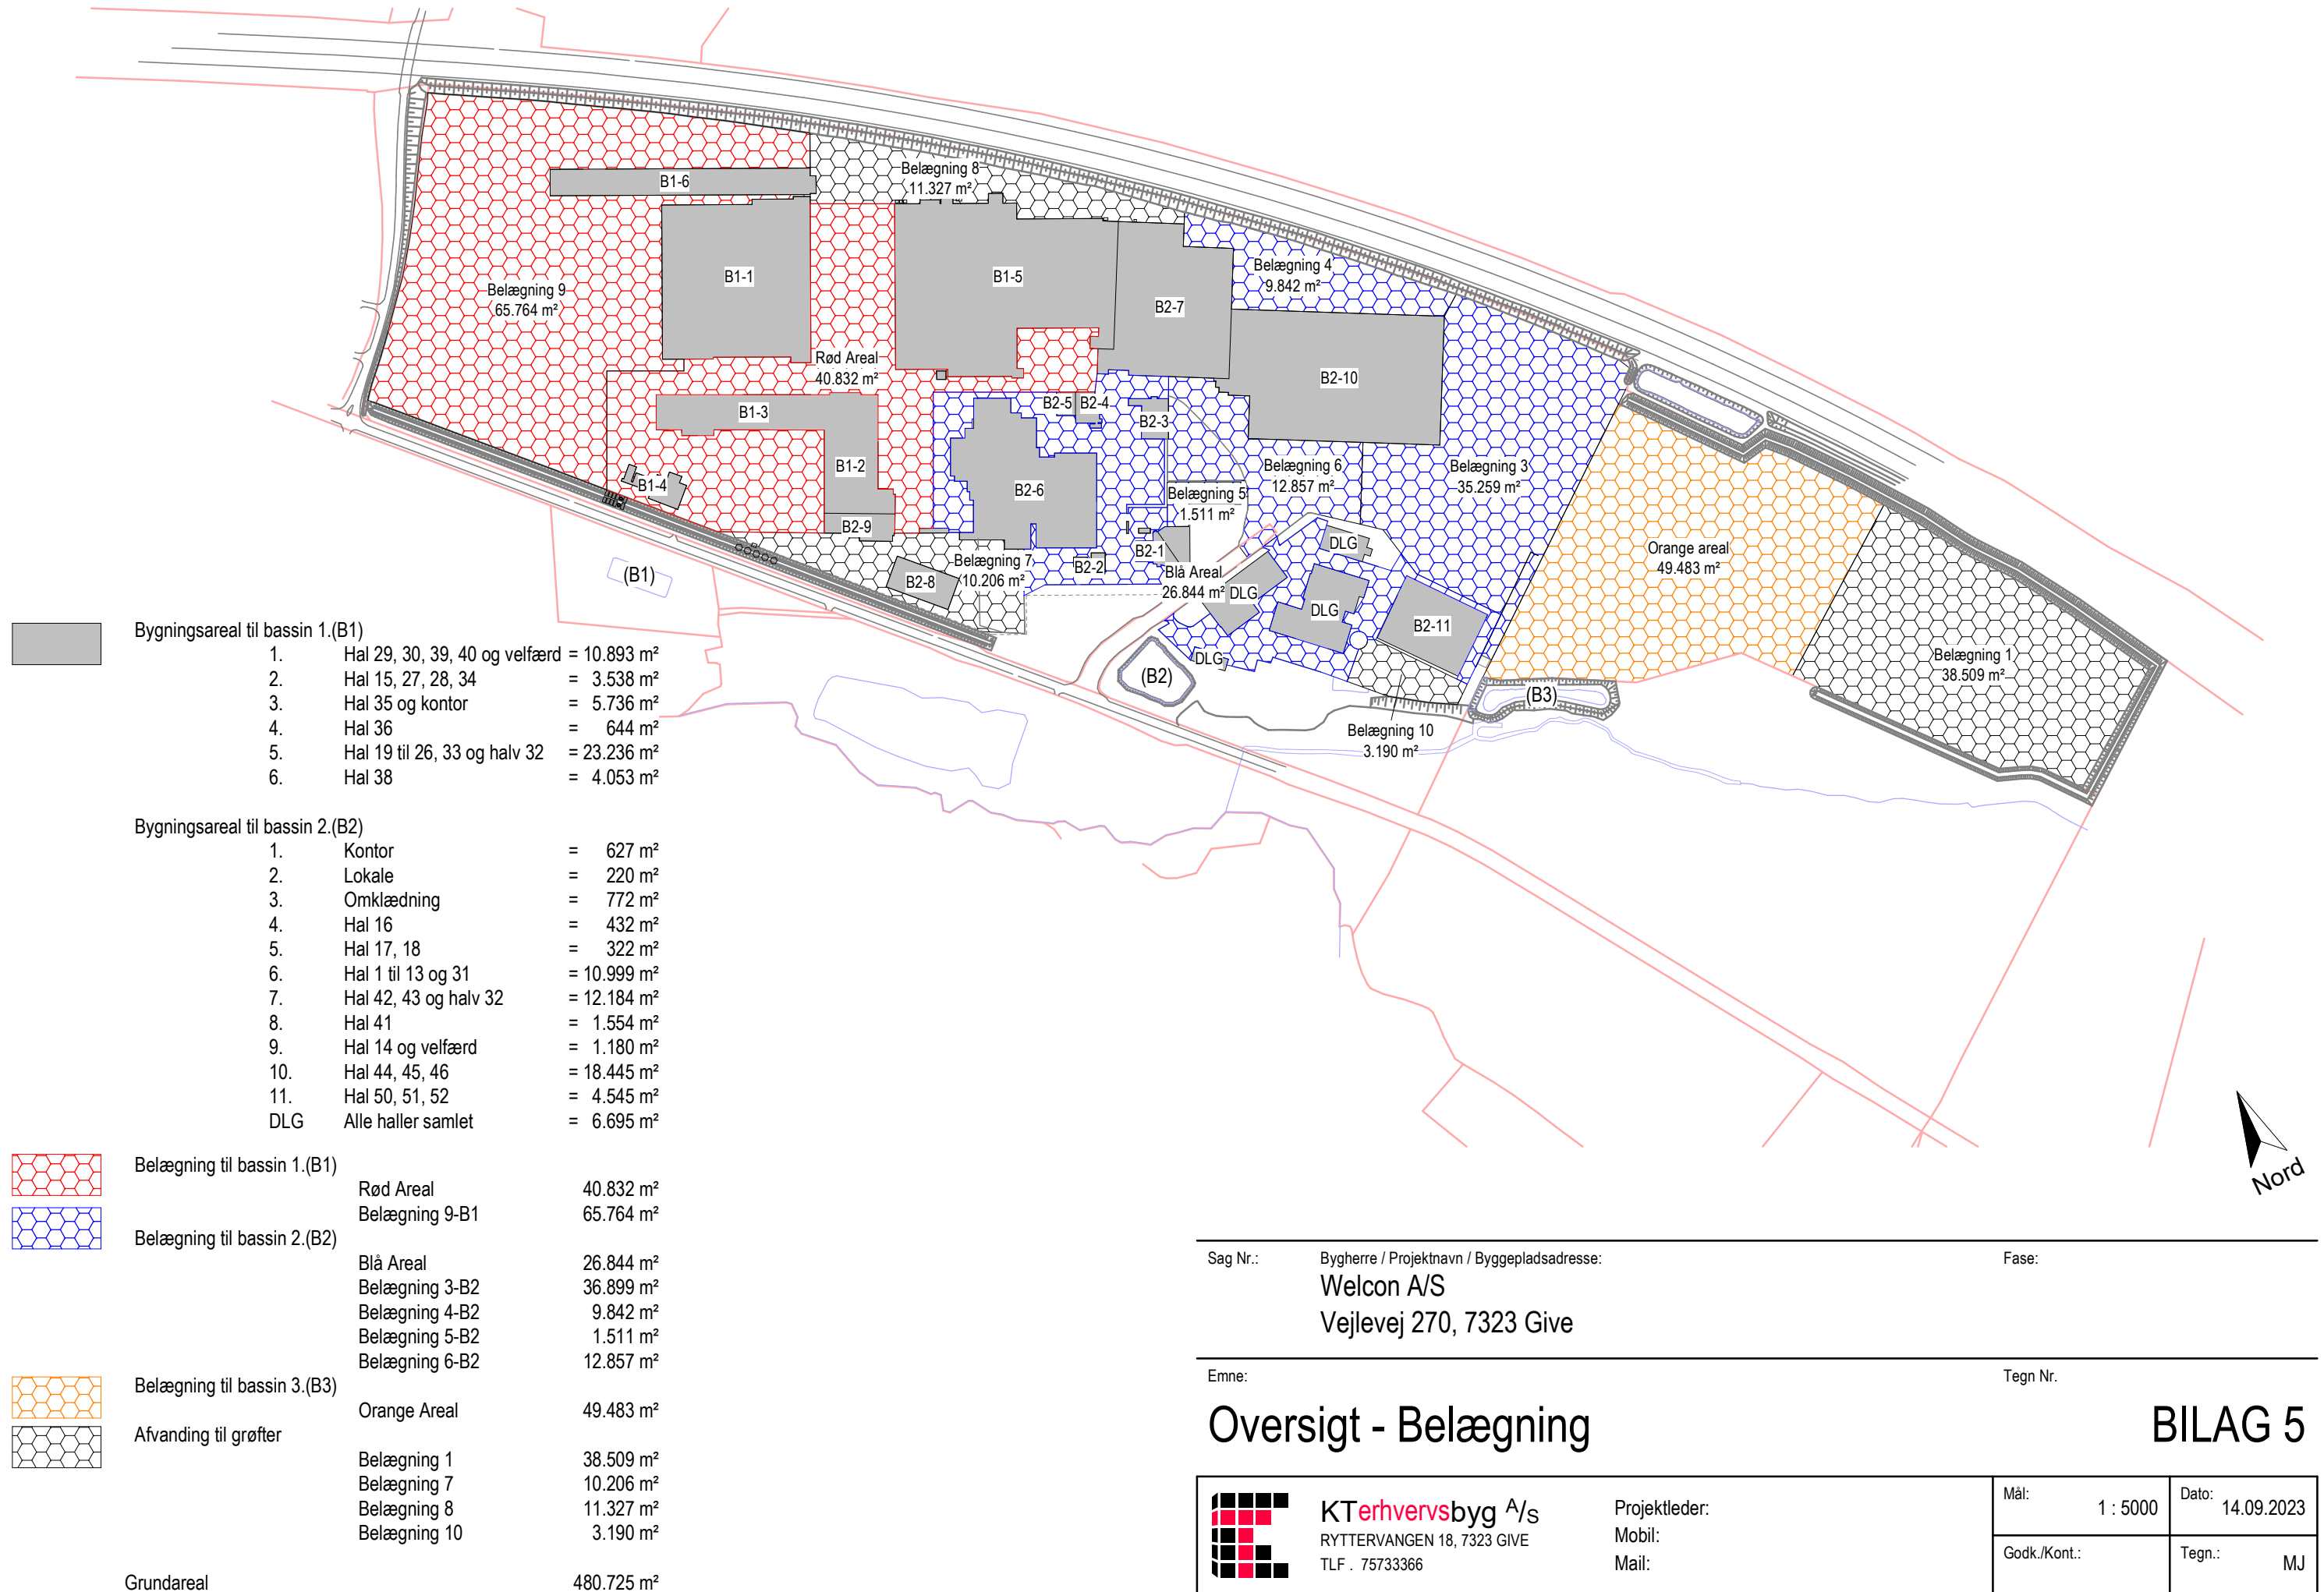 Belægning 8
11.327 m²
B1-6
B1-1
B1-5
Belægning 4
9.842 m²
Belægning 9
65.764 m²
B2-7
Rød Areal
40.832 m²
B2-10
B1-3
B2-5
B2-4
B2-3
B1-2
Belægning 6
12.857 m²
Belægning 3
35.259 m²
B1-4
B2-6
Belægning 5
1.511 m²
B2-9
DLG
Orange areal
49.483 m²
B2-1
Belægning 7
10.206 m²
B2-2
(B1)
B2-8
Blå Areal
26.844 m²
DLG
DLG
B2-11
DLG
Belægning 1
38.509 m²
(B2)
(B3)
Belægning 10
3.190 m²
Bygningsareal til bassin 1.(B1)
1. Hal 29, 30, 39, 40 og velfærd = 10.893 m²
2. Hal 15, 27, 28, 34 = 3.538 m²
3. Hal 35 og kontor = 5.736 m²
4. Hal 36 = 644 m²
5. Hal 19 til 26, 33 og halv 32 = 23.236 m²
6. Hal 38 = 4.053 m²
Bygningsareal til bassin 2.(B2)
1. Kontor = 627 m²
2. Lokale = 220 m²
3. Omklædning = 772 m²
4. Hal 16 = 432 m²
5. Hal 17, 18 = 322 m²
6. Hal 1 til 13 og 31 = 10.999 m²
7. Hal 42, 43 og halv 32 = 12.184 m²
8. Hal 41 = 1.554 m²
9. Hal 14 og velfærd = 1.180 m²
10. Hal 44, 45, 46 = 18.445 m²
11. Hal 50, 51, 52 = 4.545 m²
DLG Alle haller samlet = 6.695 m²
Belægning til bassin 1.(B1)
Rød Areal 40.832 m²
Belægning 9-B1 65.764 m²
Belægning til bassin 2.(B2)
Blå Areal 26.844 m²
Belægning 3-B2 36.899 m²
Belægning 4-B2 9.842 m²
Belægning 5-B2 1.511 m²
Belægning 6-B2 12.857 m²
Belægning til bassin 3.(B3)
Orange Areal 49.483 m²
Afvanding til grøfter
Belægning 1 38.509 m²
Belægning 7 10.206 m²
Belægning 8 11.327 m²
Belægning 10 3.190 m²
Grundareal 480.725 m²
Nord
Sag Nr.: Bygherre / Projektnavn / Byggepladsadresse: Fase:
Welcon A/S
Vejlevej 270, 7323 Give
Emne: Tegn Nr.
Oversigt - Belægning BILAG 5
KTerhvervsbyg A/s
RYTTERVANGEN 18, 7323 GIVE
TLF . 75733366
Projektleder:
Mobil:
Mail:
Mål: 1 : 5000 Dato: 14.09.2023
Godk./Kont.: Tegn.: MJ